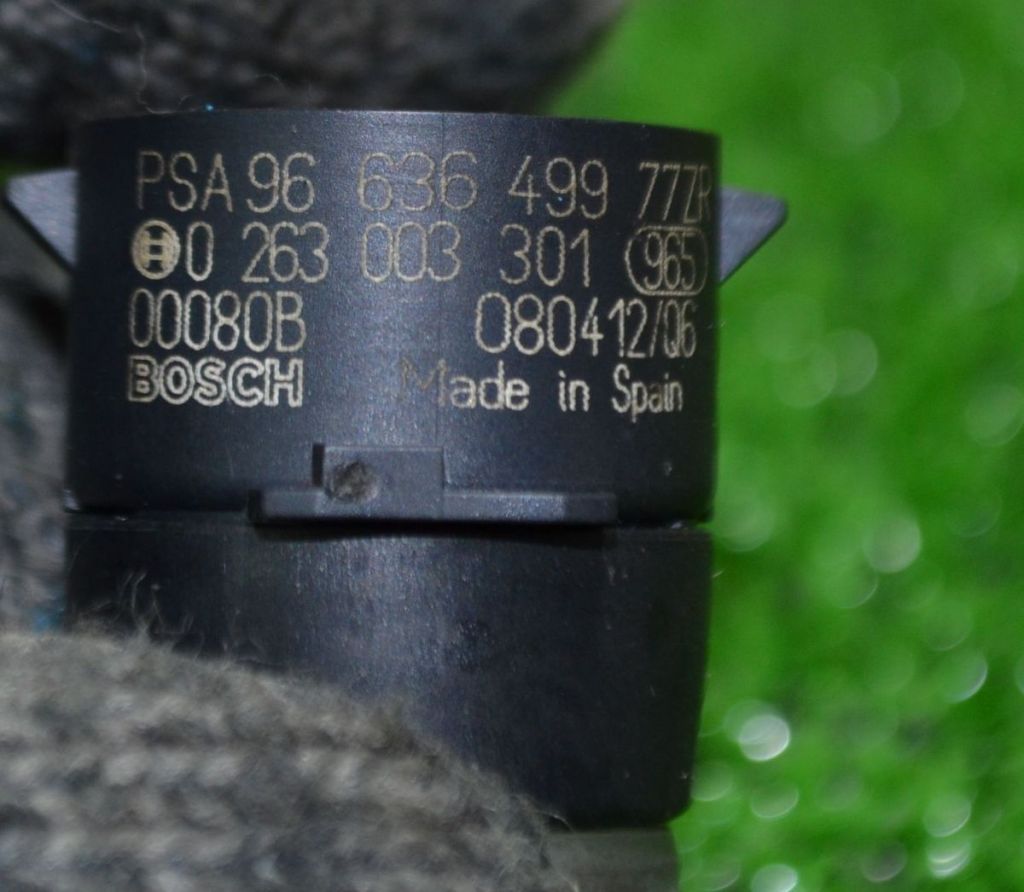 PSA 96 636 499 77ZR
0 263 003 301 965
00080B 080412/06
BOSCH Made in Spain